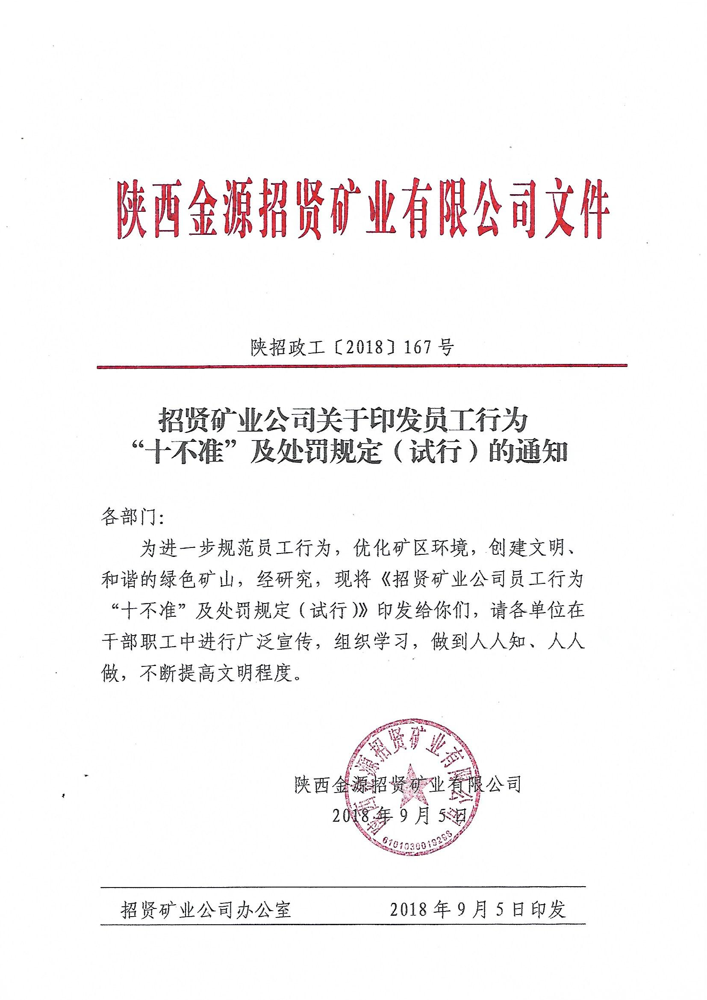 陕西金源招贤矿业有限公司文件
陕招政工〔2018〕167号
招贤矿业公司关于印发员工行为
“十不准”及处罚规定（试行）的通知
各部门：
为进一步规范员工行为，优化矿区环境，创建文明、
和谐的绿色矿山，经研究，现将《招贤矿业公司员工行为
“十不准”及处罚规定（试行）》印发给你们，请各单位在
干部职工中进行广泛宣传，组织学习，做到人人知、人人
做，不断提高文明程度。
陕西金源招贤矿业有限公司
2018年9月5日
陕西金源招贤矿业有限公司
6101030019298
招贤矿业公司办公室 2018年9月5日印发